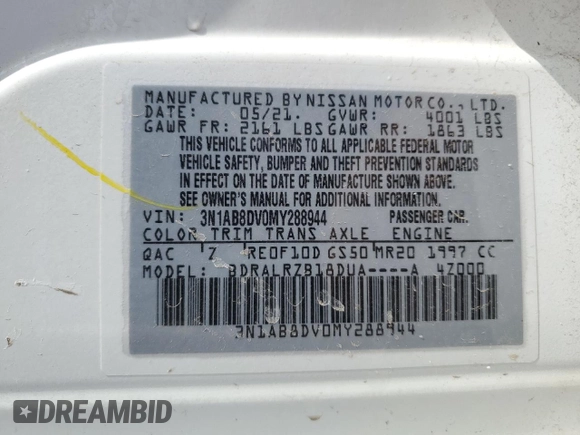 MANUFACTURED BY NISSAN MOTOR CO., LTD.
DATE: 05/21. GVWR: 4001 LBS
GAWR FR: 2161 LBS GAWR RR: 1863 LBS
THIS VEHICLE CONFORMS TO ALL APPLICABLE FEDERAL MOTOR
VEHICLE SAFETY, BUMPER AND THEFT PREVENTION STANDARDS
IN EFFECT ON THE DATE OF MANUFACTURE SHOWN ABOVE.
SEE OWNER'S MANUAL FOR ADDITIONAL INFORMATION.
VIN: 3N1AB8DV0MY288944 PASSENGER CAR.
COLOR TRIM TRANS AXLE ENGINE
QAC Z RE0F10D GS50 MR20 1997 CC
MODEL: BDRALRZB18DUA----A 4Z000
3N1AB8DV0MY288944
DREAMBID